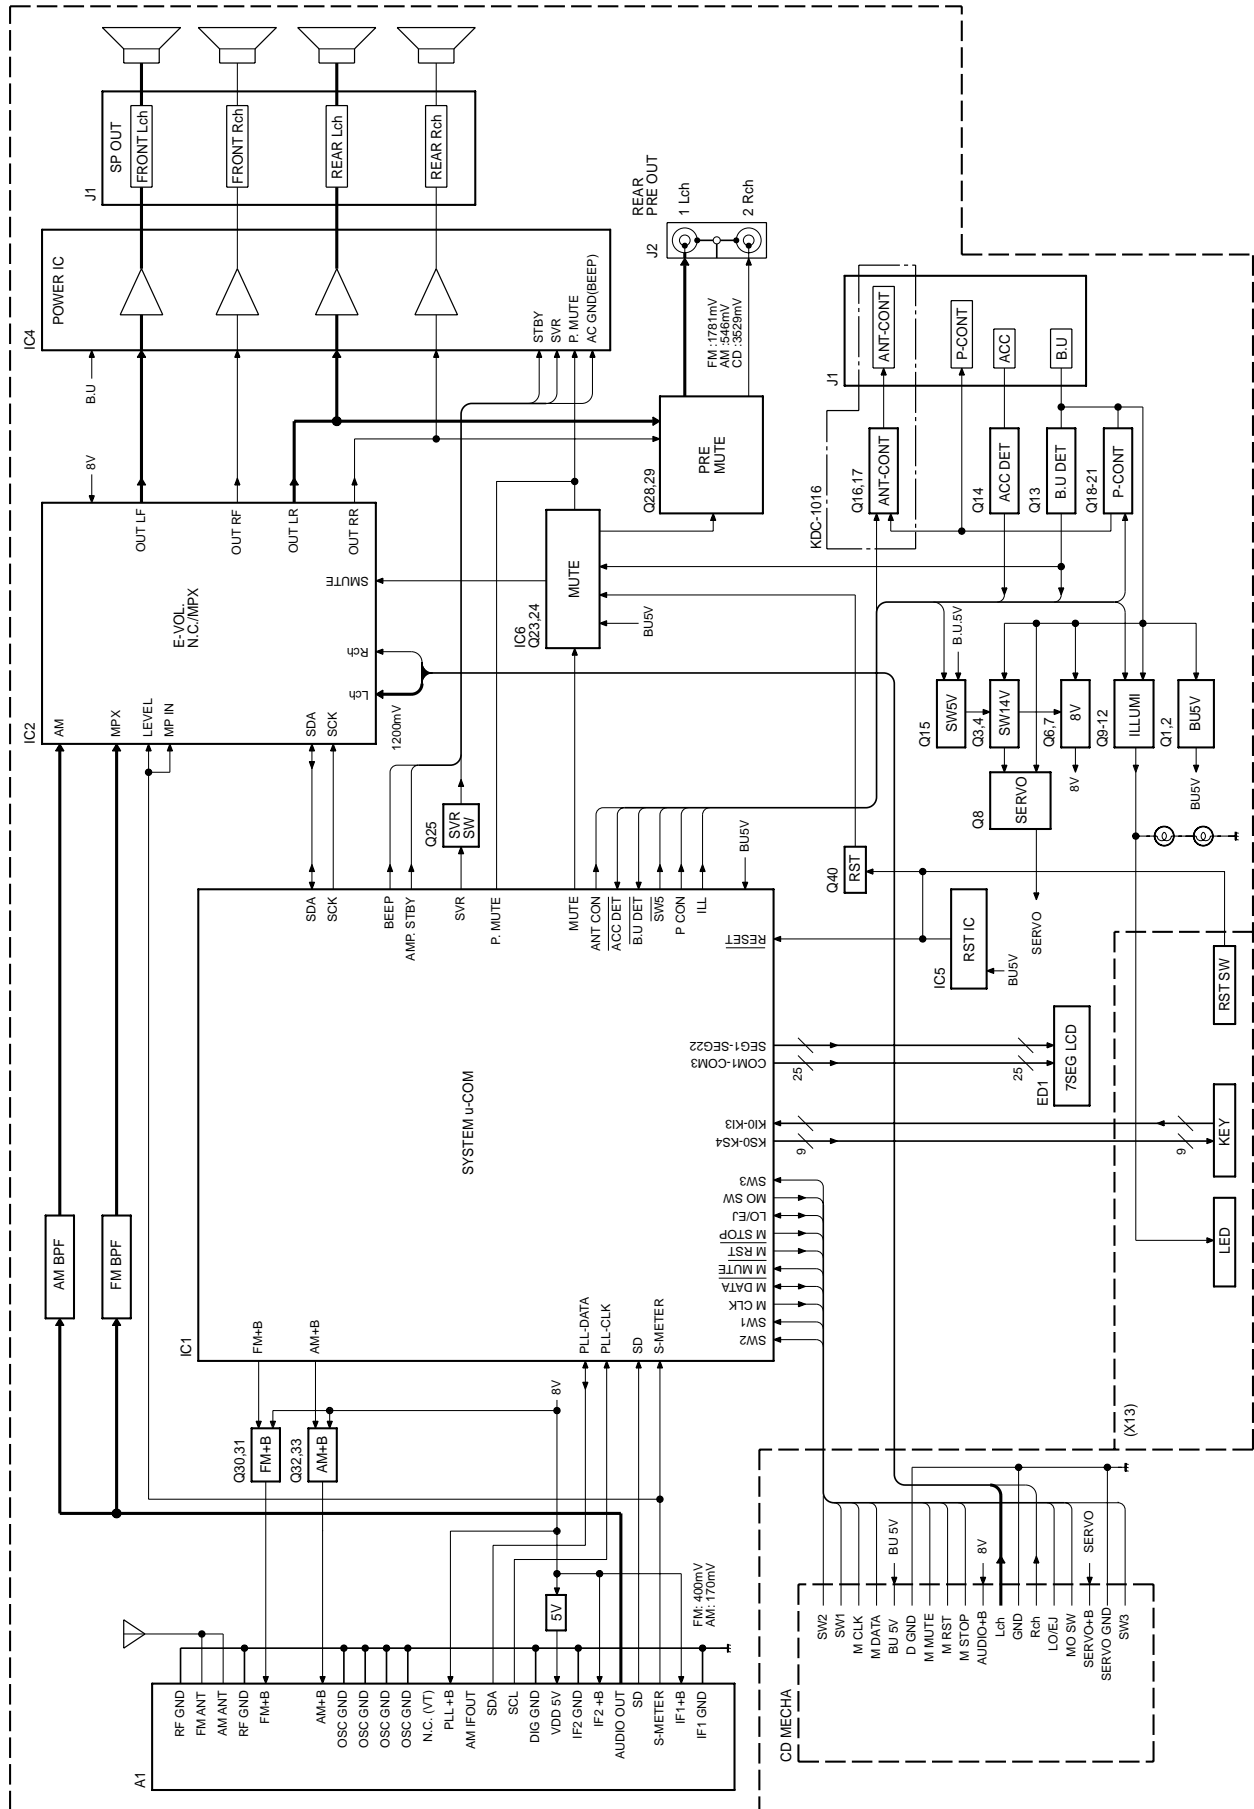 A1
RF GND
FM ANT
AM ANT
RF GND
FM+B
AM+B
OSC GND
OSC GND
OSC GND
OSC GND
N.C. (VT)
PLL +B
AM IFOUT
SDA
SCL
DIG GND
VDD 5V
IF2 GND
IF2 +B
AUDIO OUT
SD
S-METER
IF1+B
IF1 GND
5V
FM: 400mV
AM: 170mV
Q30,31
FM+B
Q32,33
AM+B
8V
AM BPF
FM BPF
IC1
SYSTEM u-COM
FM+B
AM+B
PLL-DATA
PLL-CLK
SD
S-METER
SDA
SCK
BEEP
AMP. STBY
SVR
P. MUTE
MUTE
ANT CON
ACC DET
B.U DET
SW5
P CON
ILL
BU5V
RESET
SEG1-SEG22
COM1-COM3
KI0-KI3
KS0-KS4
SW3
MO SW
LO/EJ
M STOP
M RST
M MUTE
M DATA
M CLK
SW1
SW2
25
25
9
9
ED1
7SEG LCD
KEY
LED
RST SW
(X13)
IC2
E-VOL.
N.C./MPX
AM
MPX
LEVEL
MP IN
SDA
SCK
1200mV
Lch
Rch
SMUTE
OUT LF
OUT RF
OUT LR
OUT RR
8V
B.U
Q25
SVR
SW
IC6
Q23,24
MUTE
BU5V
Q28,29
PRE
MUTE
FM :1781mV
AM :546mV
CD :3529mV
J2
REAR
PRE OUT
1 Lch
2 Rch
IC4
POWER IC
STBY
SVR
P. MUTE
AC GND(BEEP)
J1
SP OUT
FRONT Lch
FRONT Rch
REAR Lch
REAR Rch
KDC-1016
Q16,17
ANT-CONT
ANT-CONT
J1
P-CONT
ACC
B.U
Q14
ACC DET
Q13
B.U DET
Q18-21
P-CONT
B.U.5V
Q15
SW5V
Q3,4
SW14V
Q6,7
8V
8V
Q9-12
ILLUMI
Q1,2
BU5V
BU5V
Q8
SERVO
SERVO
Q40
RST
IC5
RST IC
BU5V
CD MECHA
SW2
SW1
M CLK
M DATA
BU 5V
D GND
M MUTE
M RST
M STOP
AUDIO+B
Lch
GND
Rch
LO/EJ
MO SW
SERVO+B
SERVO GND
SW3
BU 5V
8V
SERVO